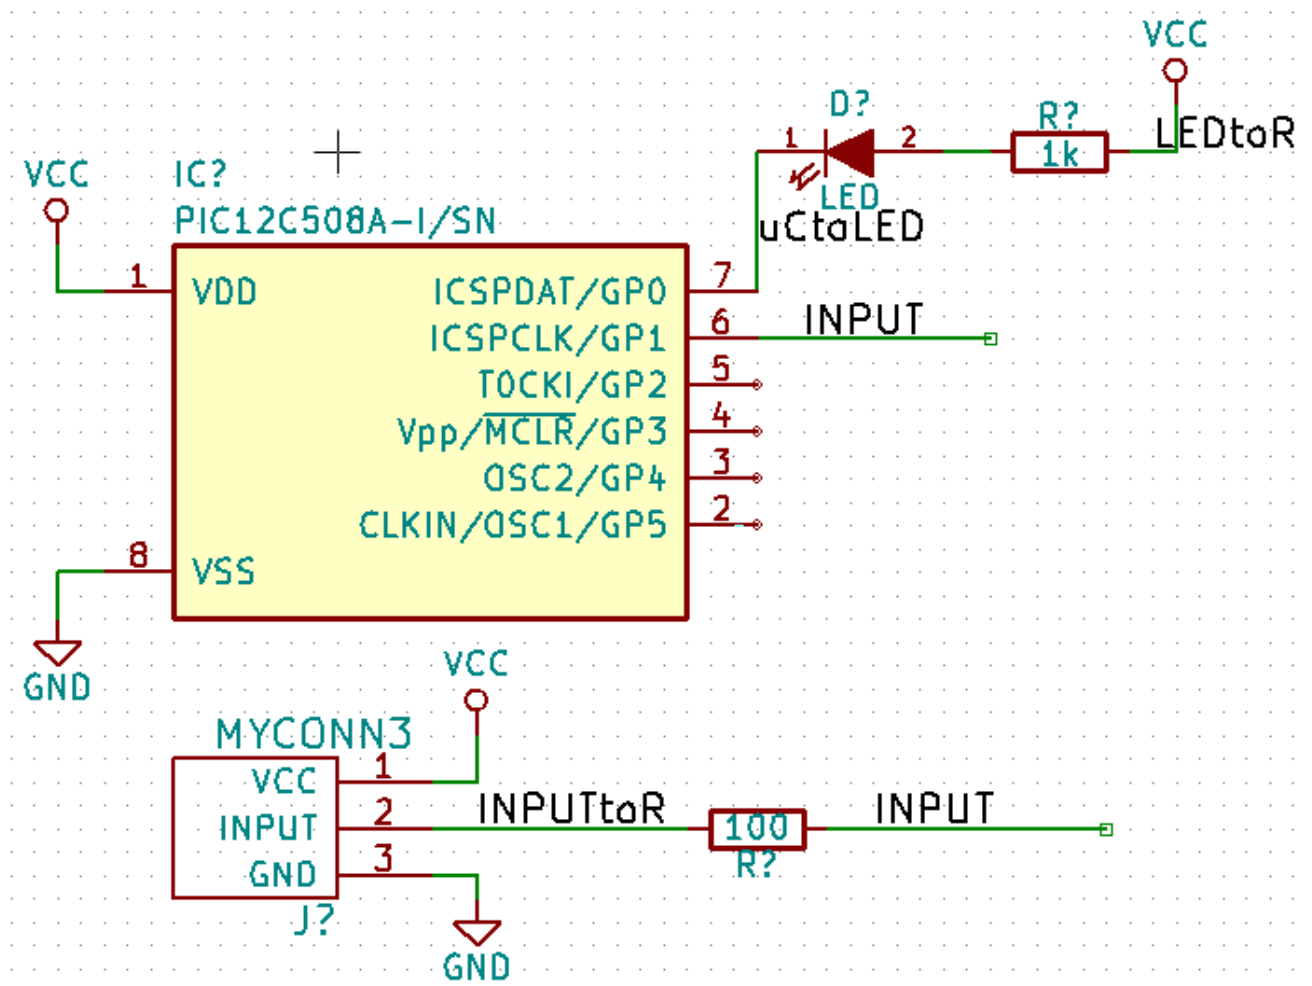 VCC
D?
R?
LEDtoR
1
2
1k
VCC
IC?
LED
PIC12C508A-I/SN
uCtoLED
1
VDD
ICSPDAT/GP0
7
ICSPCLK/GP1
6
INPUT
T0CKI/GP2
5
Vpp/MCLR/GP3
4
OSC2/GP4
3
CLKIN/OSC1/GP5
2
8
VSS
GND
VCC
MYCONN3
VCC
1
INPUT
2
INPUTtoR
100
INPUT
GND
3
R?
J?
GND